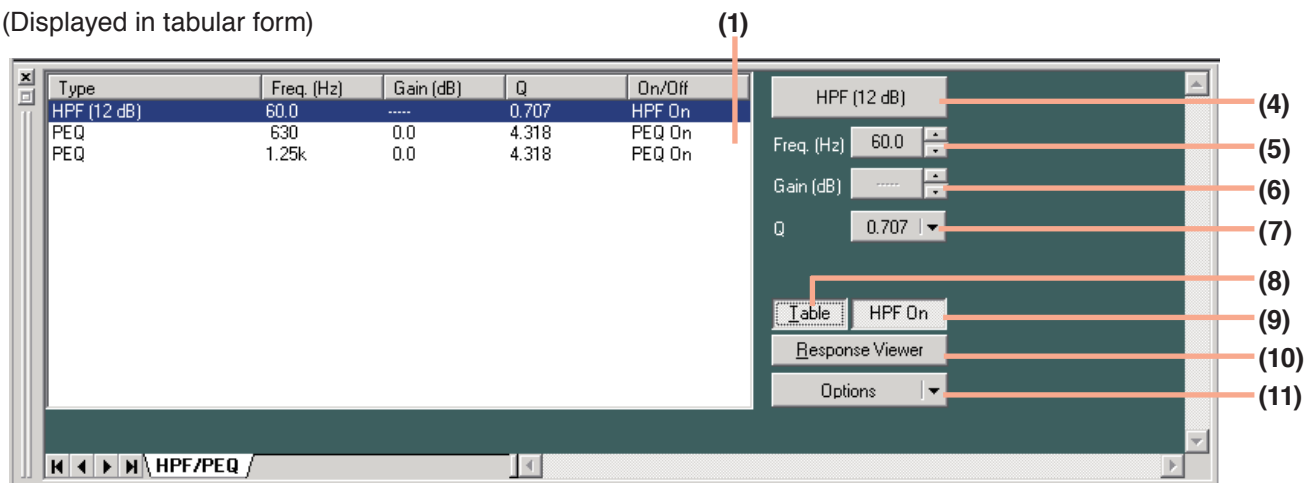 (Displayed in tabular form)
(1)
Type Freq. (Hz) Gain (dB) Q On/Off
HPF (12 dB) 60.0 ----- 0.707 HPF On
PEQ 630 0.0 4.318 PEQ On
PEQ 1.25k 0.0 4.318 PEQ On
HPF (12 dB) (4)
Freq. (Hz) 60.0 (5)
Gain (dB) ----- (6)
Q 0.707 (7)
(8)
Table HPF On (9)
Response Viewer (10)
Options (11)
HPF/PEQ